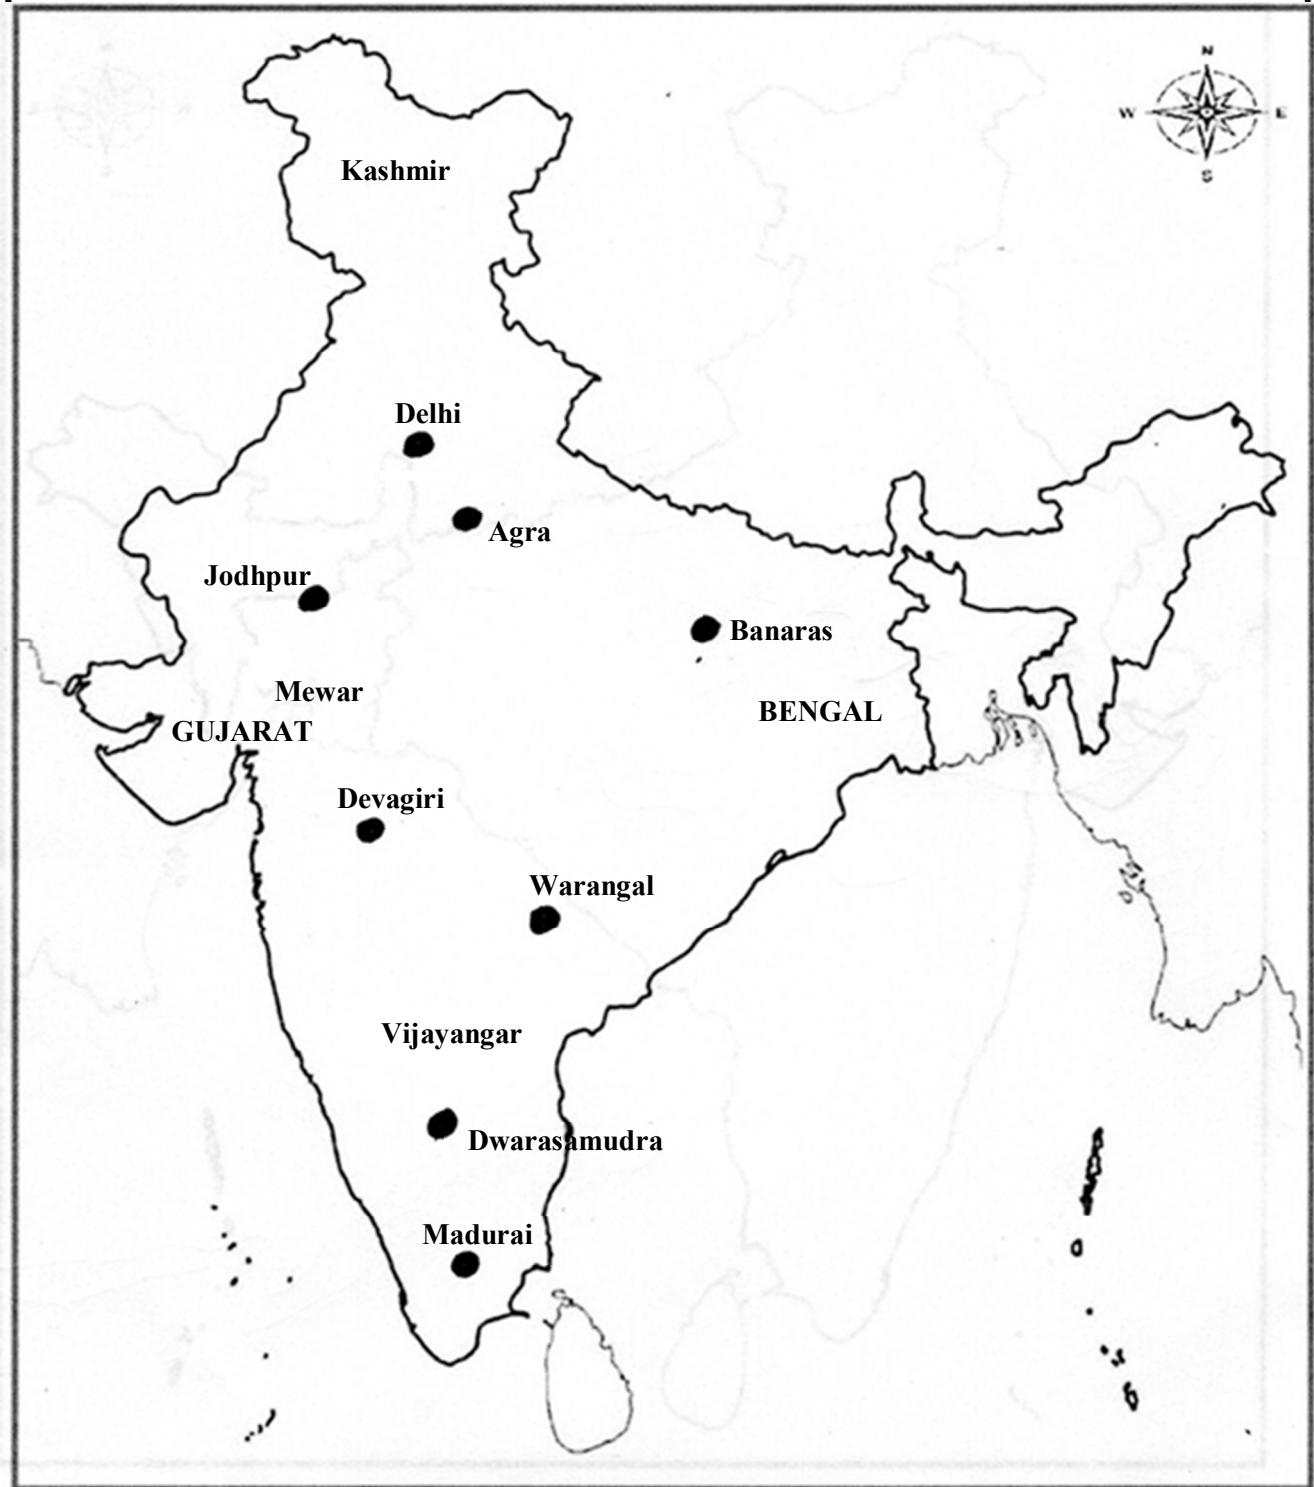 N
W E
S
Kashmir
Delhi
Agra
Jodhpur
Banaras
Mewar
BENGAL
GUJARAT
Devagiri
Warangal
Vijayangar
Dwarasamudra
Madurai